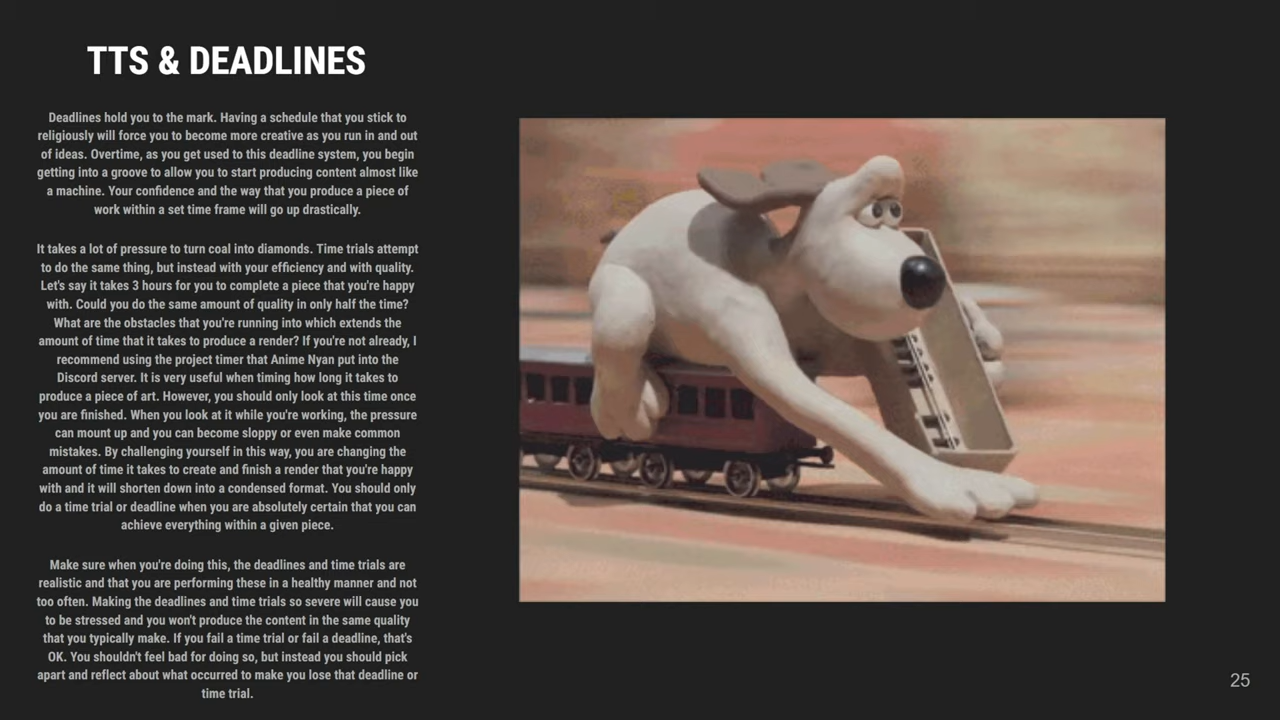 TTS & DEADLINES
Deadlines hold you to the mark. Having a schedule that you stick to
religiously will force you to become more creative as you run in and out
of ideas. Overtime, as you get used to this deadline system, you begin
getting into a groove to allow you to start producing content almost like
a machine. Your confidence and the way that you produce a piece of
work within a set time frame will go up drastically.
It takes a lot of pressure to turn coal into diamonds. Time trials attempt
to do the same thing, but instead with your efficiency and with quality.
Let's say it takes 3 hours for you to complete a piece that you're happy
with. Could you do the same amount of quality in only half the time?
What are the obstacles that you're running into which extends the
amount of time that it takes to produce a render? If you're not already, I
recommend using the project timer that Anime Nyan put into the
Discord server. It is very useful when timing how long it takes to
produce a piece of art. However, you should only look at this time once
you are finished. When you look at it while you're working, the pressure
can mount up and you can become sloppy or even make common
mistakes. By challenging yourself in this way, you are changing the
amount of time it takes to create and finish a render that you're happy
with and it will shorten down into a condensed format. You should only
do a time trial or deadline when you are absolutely certain that you can
achieve everything within a given piece.
Make sure when you're doing this, the deadlines and time trials are
realistic and that you are performing these in a healthy manner and not
too often. Making the deadlines and time trials so severe will cause you
to be stressed and you won't produce the content in the same quality
that you typically make. If you fail a time trial or fail a deadline, that's
OK. You shouldn't feel bad for doing so, but instead you should pick
apart and reflect about what occurred to make you lose that deadline or
time trial.
25